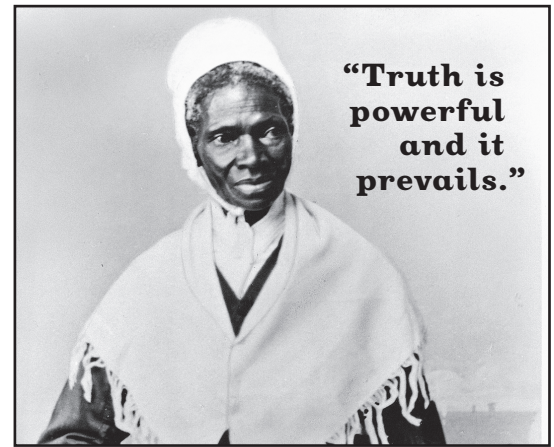 “Truth is
powerful
and it
prevails.”